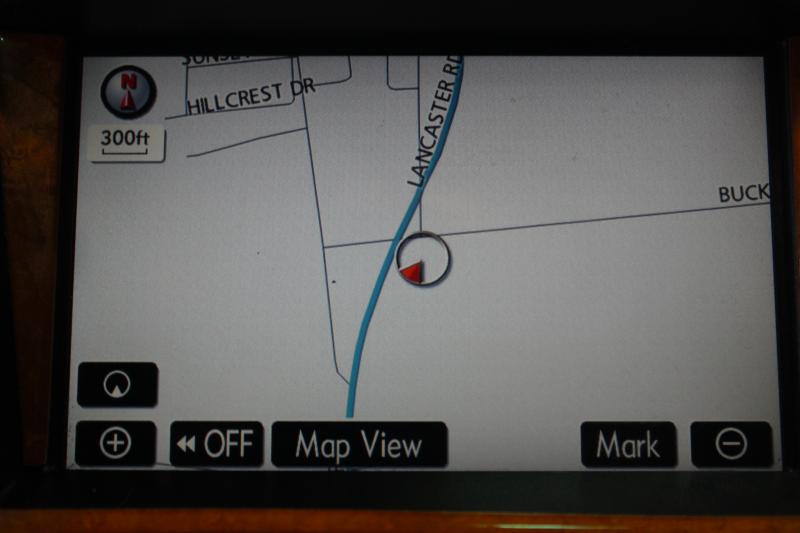 N
300ft
HILLCREST DR
LANCASTER RD
BUCK
OFF
Map View
Mark